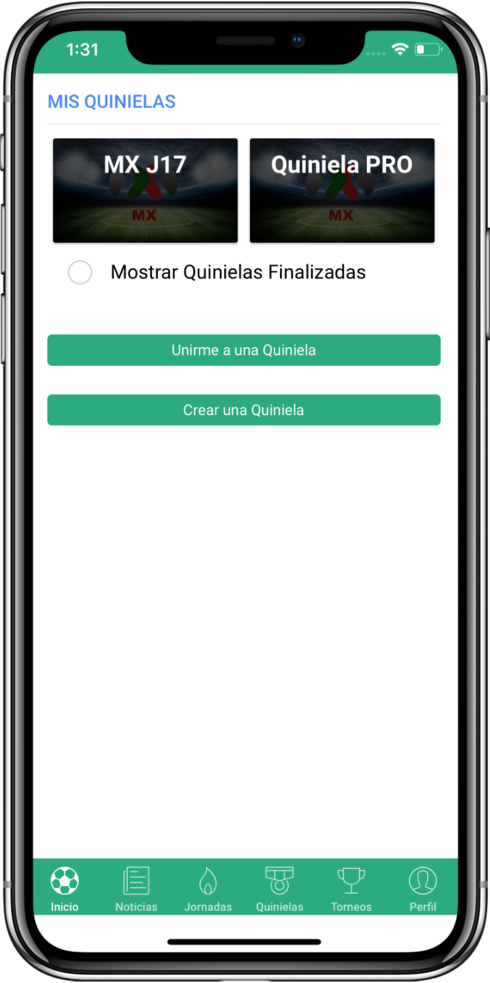 1:31
MIS QUINIELAS
MX J17
MX
Quiniela PRO
MX
Mostrar Quinielas Finalizadas
Unirme a una Quiniela
Crear una Quiniela
Inicio
Noticias
Jornadas
Quinielas
Torneos
Perfil